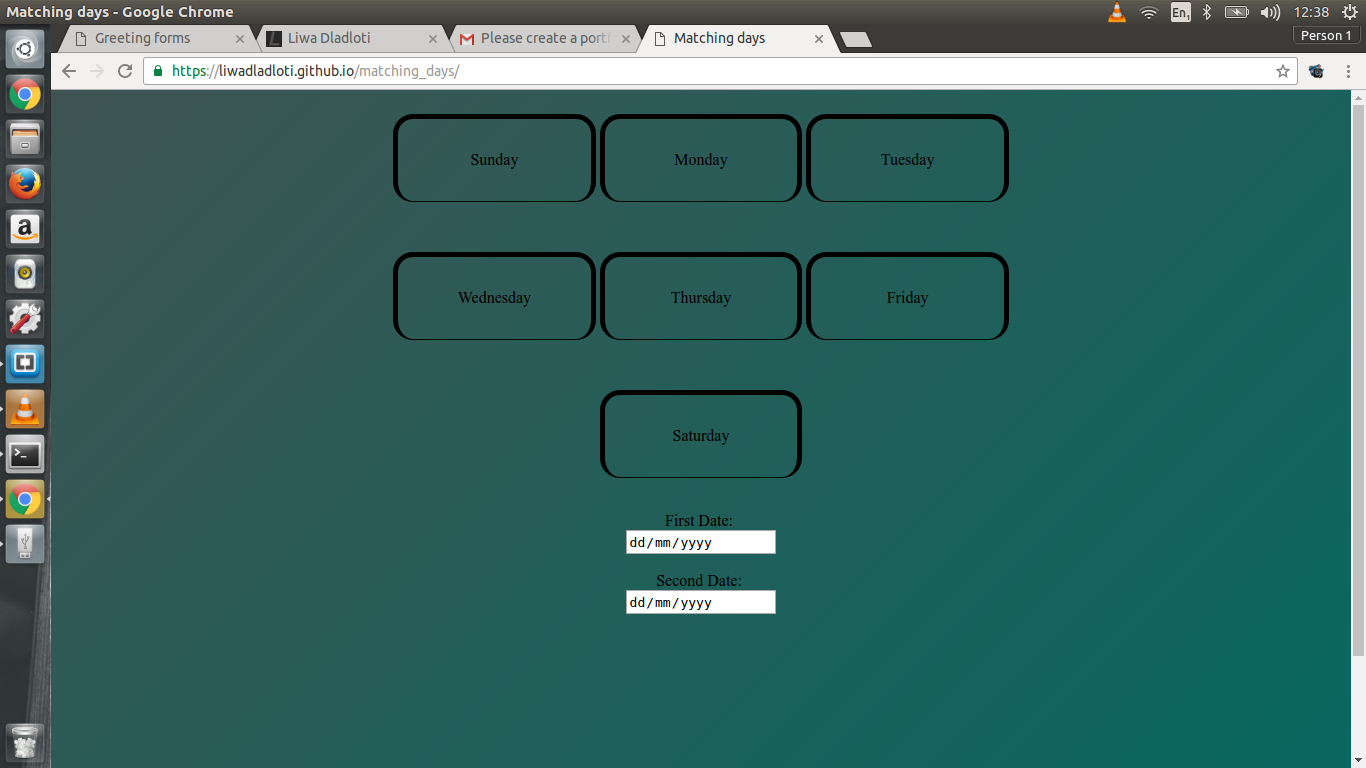 Matching days - Google Chrome
En1
12:38
Greeting forms
Liwa Dladloti
Please create a portf
Matching days
Person 1
https://liwadladloti.github.io/matching_days/
Sunday
Monday
Tuesday
Wednesday
Thursday
Friday
Saturday
First Date:
dd/mm/yyyy
Second Date:
dd/mm/yyyy